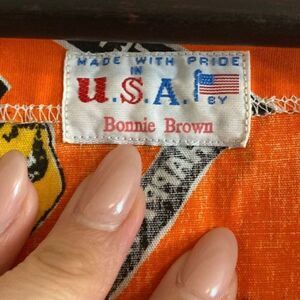 MADE WITH PRIDE
IN
U.S.A. BY
Bonnie Brown